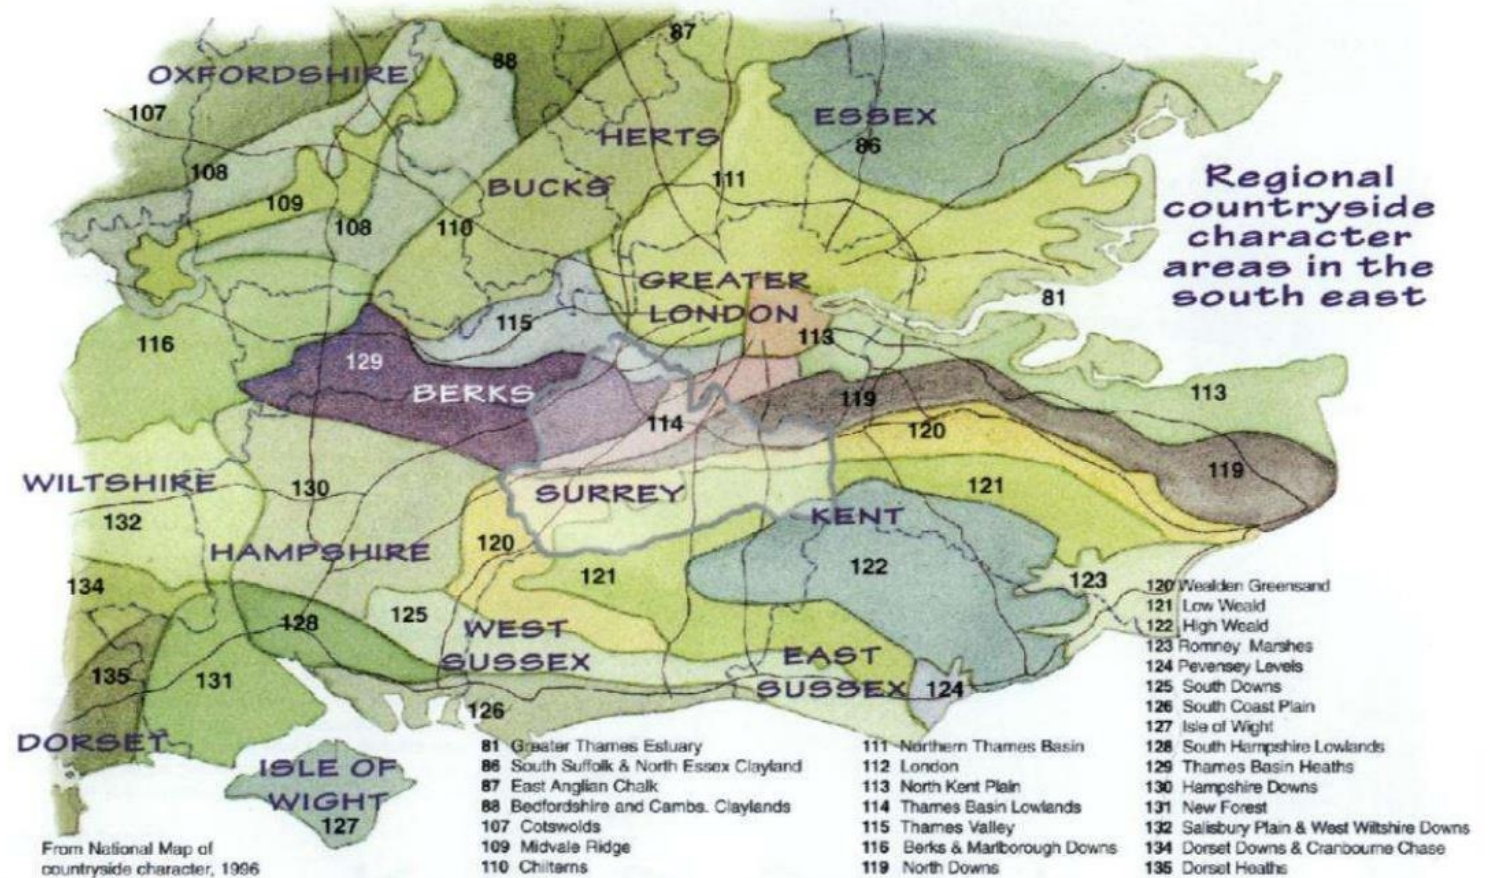 87
88
OXFORDSHIRE
107
ESSEX
HERTS
86
108
111
BUCKS
109
108
110
Regional
countryside
character
areas in the
south east
GREATER
LONDON
81
115
113
116
129
BERKS
119
113
114
120
119
WILTSHIRE
130
SURREY
121
132
KENT
HAMPSHIRE
120
121
122
123
134
128
125
WEST
SUSSEX
EAST
SUSSEX
124
135
131
126
DORSET
ISLE OF
WIGHT
127
From National Map of
countryside character, 1996
81 Greater Thames Estuary
86 South Suffolk & North Essex Clayland
87 East Anglian Chalk
88 Bedfordshire and Cambs. Claylands
107 Cotswolds
109 Midvale Ridge
110 Chilterns
111 Northern Thames Basin
112 London
113 North Kent Plain
114 Thames Basin Lowlands
115 Thames Valley
116 Berks & Marlborough Downs
119 North Downs
120 Wealden Greensand
121 Low Weald
122 High Weald
123 Romney Marshes
124 Pevensey Levels
125 South Downs
126 South Coast Plain
127 Isle of Wight
128 South Hampshire Lowlands
129 Thames Basin Heaths
130 Hampshire Downs
131 New Forest
132 Salisbury Plain & West Wiltshire Downs
134 Dorset Downs & Cranbourne Chase
135 Dorset Heaths